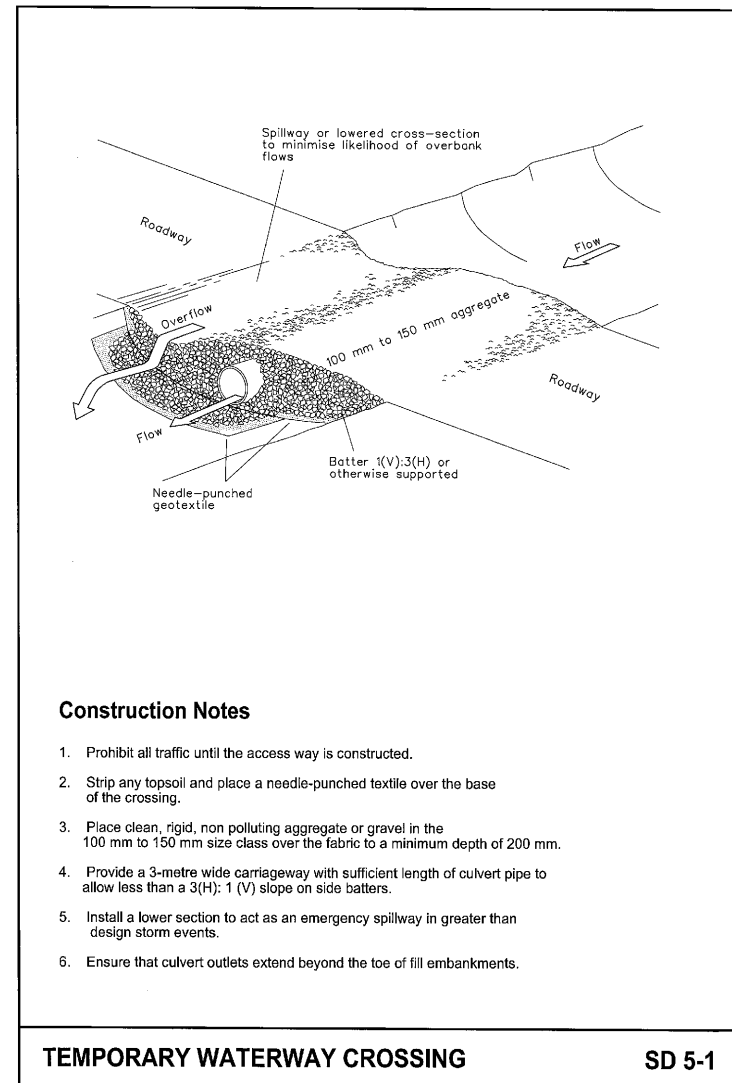 Spillway or lowered cross-section
to minimise likelihood of overbank
flows
Roadway
Flow
Overflow
100 mm to 150 mm aggregate
Roadway
Flow
Batter 1(V):3(H) or
otherwise supported
Needle-punched
geotextile
Construction Notes
1. Prohibit all traffic until the access way is constructed.
2. Strip any topsoil and place a needle-punched textile over the base
of the crossing.
3. Place clean, rigid, non polluting aggregate or gravel in the
100 mm to 150 mm size class over the fabric to a minimum depth of 200 mm.
4. Provide a 3-metre wide carriageway with sufficient length of culvert pipe to
allow less than a 3(H): 1 (V) slope on side batters.
5. Install a lower section to act as an emergency spillway in greater than
design storm events.
6. Ensure that culvert outlets extend beyond the toe of fill embankments.
TEMPORARY WATERWAY CROSSING SD 5-1